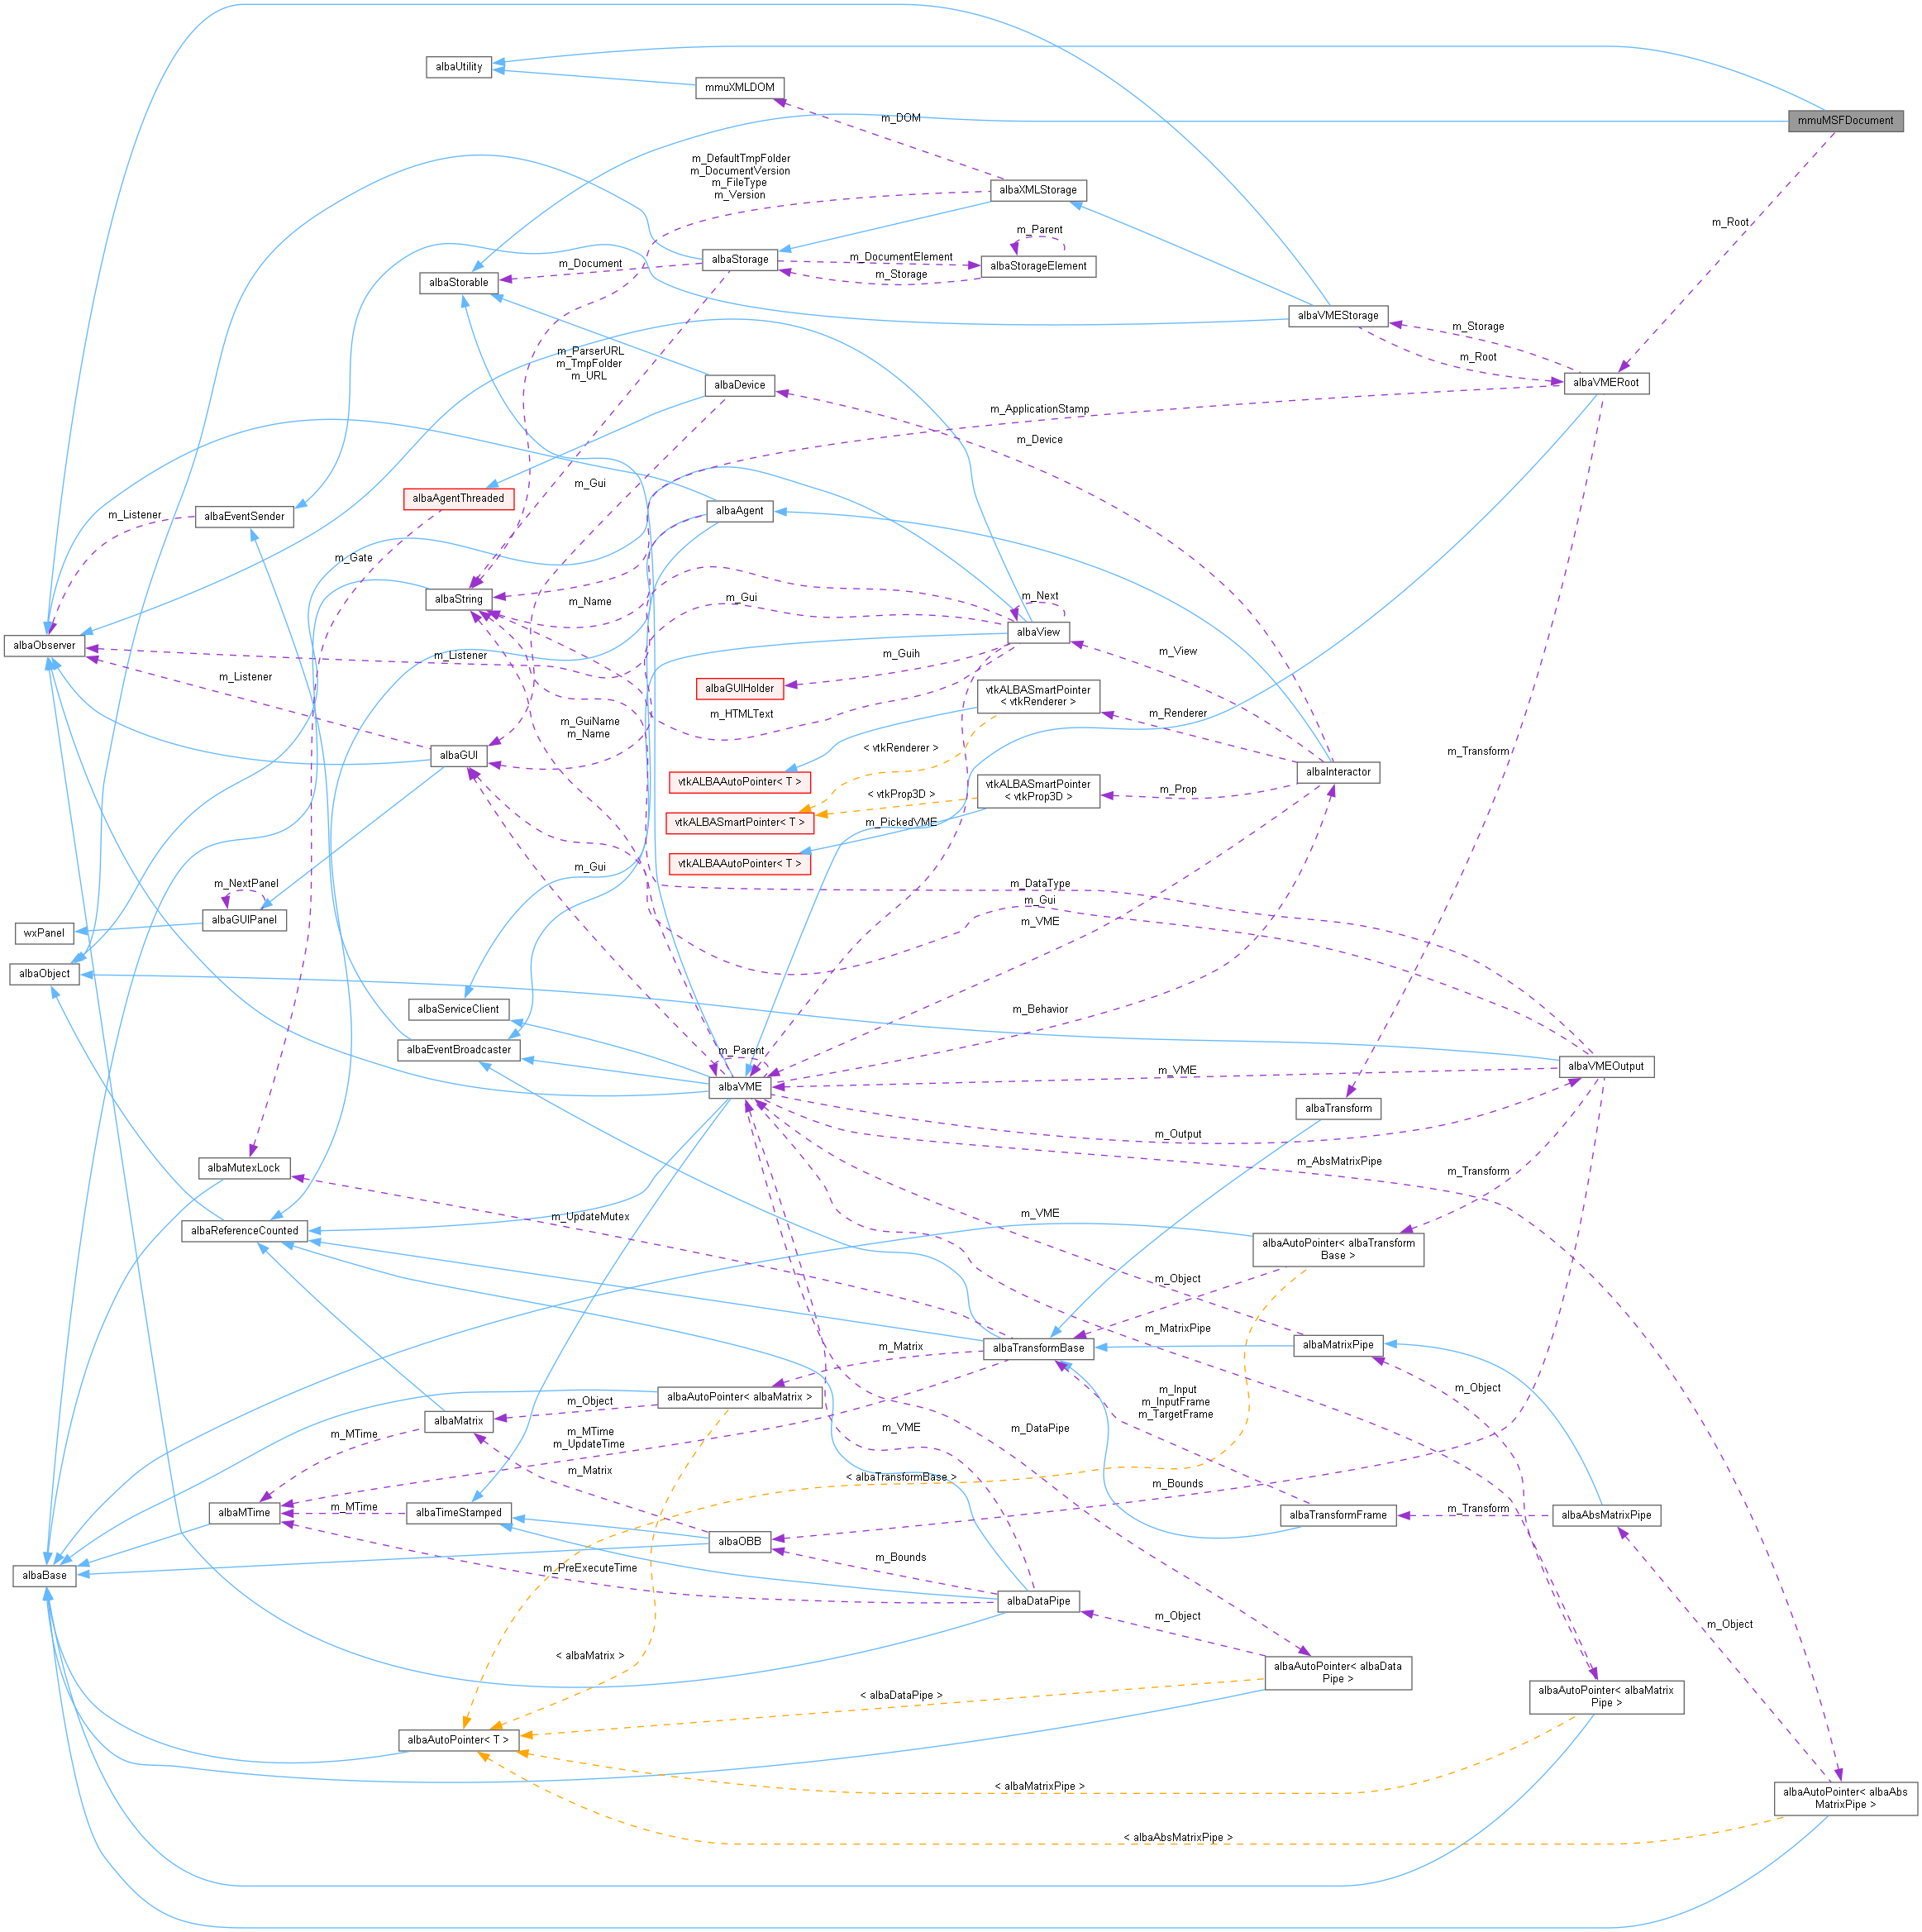 albaUtility
mmuXMLDOM
mmuMSFDocument
m_DOM
m_DefaultTmpFolder
m_DocumentVersion
m_FileType
m_Version
albaXMLStorage
m_Root
m_Parent
albaStorage
m_DocumentElement
m_Document
albaStorageElement
m_Storage
albaStorable
albaVMEStorage
m_Storage
m_ParserURL
m_TmpFolder
m_URL
m_Root
albaDevice
albaVMERoot
m_ApplicationStamp
m_Device
m_Gui
albaAgentThreaded
albaAgent
m_Listener
albaEventSender
m_Gate
albaString
m_Name
m_Gui
m_Next
albaView
albaObserver
m_Listener
m_Guih
m_View
m_Listener
albaGUIHolder
vtkALBASmartPointer
< vtkRenderer >
m_HTMLText
m_Renderer
m_GuiName
m_Name
< vtkRenderer >
m_Transform
albaGUI
vtkALBAAutoPointer< T >
albaInteractor
vtkALBASmartPointer
< vtkProp3D >
m_Prop
< vtkProp3D >
vtkALBASmartPointer< T >
m_PickedVME
m_Gui
vtkALBAAutoPointer< T >
m_NextPanel
m_DataType
m_Gui
albaGUIPanel
m_VME
wxPanel
albaObject
albaServiceClient
m_Behavior
albaEventBroadcaster
m_Parent
albaVMEOutput
m_VME
albaVME
albaTransform
m_Output
m_AbsMatrixPipe
albaMutexLock
m_Transform
m_VME
m_UpdateMutex
albaReferenceCounted
albaAutoPointer< albaTransform
Base >
m_Object
m_MatrixPipe
albaTransformBase
albaMatrixPipe
m_Matrix
m_Input
m_InputFrame
m_TargetFrame
m_Object
albaAutoPointer< albaMatrix >
m_Object
albaMatrix
m_MTime
m_MTime
m_UpdateTime
m_VME
m_DataPipe
m_Matrix
< albaTransformBase >
m_Bounds
albaMTime
m_MTime
albaTimeStamped
albaTransformFrame
m_Transform
albaAbsMatrixPipe
albaOBB
m_Bounds
albaBase
m_PreExecuteTime
albaDataPipe
m_Object
m_Object
< albaMatrix >
albaAutoPointer< albaData
Pipe >
albaAutoPointer< albaMatrix
Pipe >
< albaDataPipe >
albaAutoPointer< T >
< albaMatrixPipe >
albaAutoPointer< albaAbs
MatrixPipe >
< albaAbsMatrixPipe >